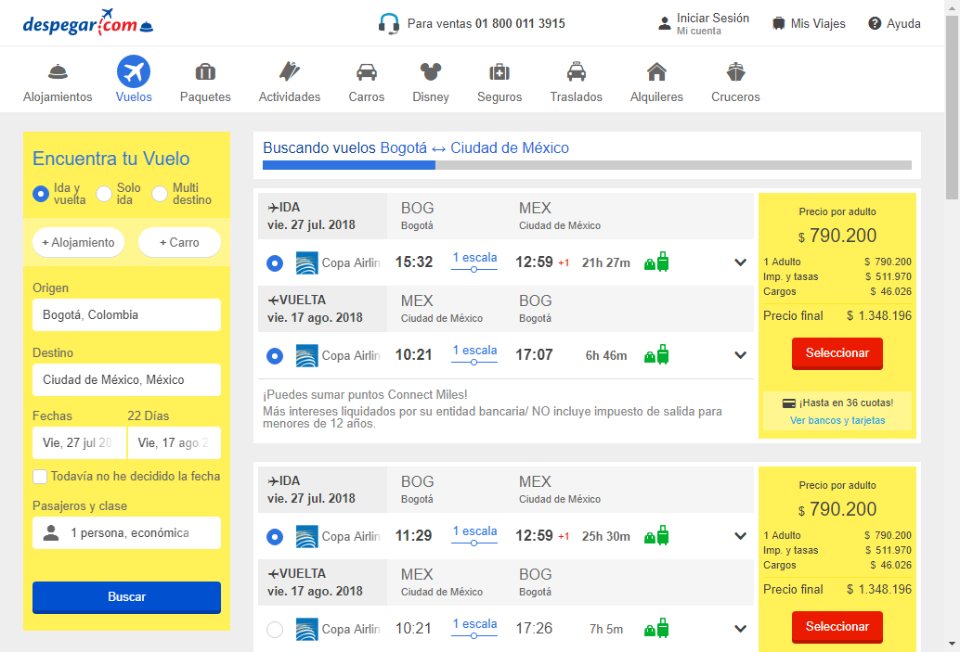 despegar.com
Para ventas 01 800 011 3915
Iniciar Sesión
Mi cuenta
Mis Viajes
Ayuda
Alojamientos
Vuelos
Paquetes
Actividades
Carros
Disney
Seguros
Traslados
Alquileres
Cruceros
Encuentra tu Vuelo
Ida y vuelta
Solo ida
Multi destino
+ Alojamiento
+ Carro
Origen
Bogotá, Colombia
Destino
Ciudad de México, México
Fechas
22 Días
Vie, 27 jul 20
Vie, 17 ago 2
Todavía no he decidido la fecha
Pasajeros y clase
1 persona, económica
Buscar
Buscando vuelos Bogotá ↔ Ciudad de México
IDA
vie. 27 jul. 2018
BOG
Bogotá
MEX
Ciudad de México
Copa Airlin 15:32 1 escala 12:59 +1 21h 27m
VUELTA
vie. 17 ago. 2018
MEX
Ciudad de México
BOG
Bogotá
Copa Airlin 10:21 1 escala 17:07 6h 46m
¡Puedes sumar puntos Connect Miles!
Más intereses liquidados por su entidad bancaria/ NO incluye impuesto de salida para
menores de 12 años.
Precio por adulto
$ 790.200
1 Adulto $ 790.200
Imp. y tasas $ 511.970
Cargos $ 46.026
Precio final $ 1.348.196
Seleccionar
¡Hasta en 36 cuotas!
Ver bancos y tarjetas
IDA
vie. 27 jul. 2018
BOG
Bogotá
MEX
Ciudad de México
Copa Airlin 11:29 1 escala 12:59 +1 25h 30m
VUELTA
vie. 17 ago. 2018
MEX
Ciudad de México
BOG
Bogotá
Copa Airlin 10:21 1 escala 17:26 7h 5m
Precio por adulto
$ 790.200
1 Adulto $ 790.200
Imp. y tasas $ 511.970
Cargos $ 46.026
Precio final $ 1.348.196
Seleccionar